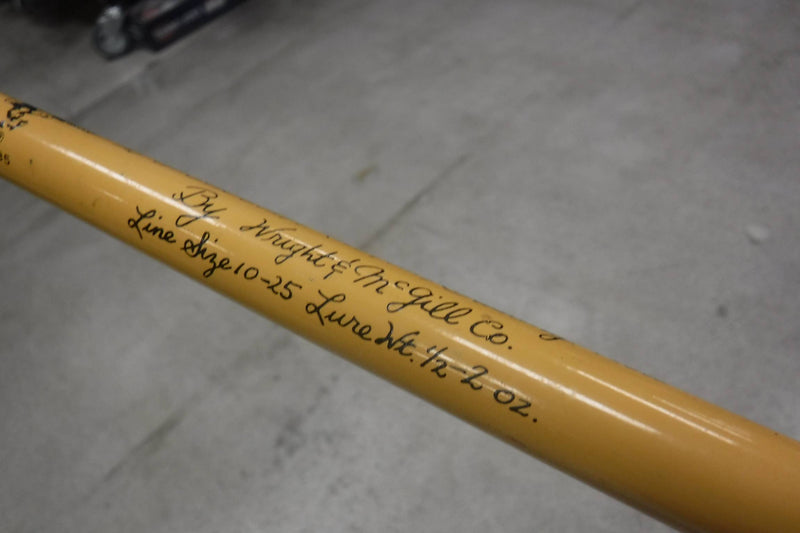 By Wright & McGill Co.
Line Size 10-25 Lure Wt. 1/2-2 oz.